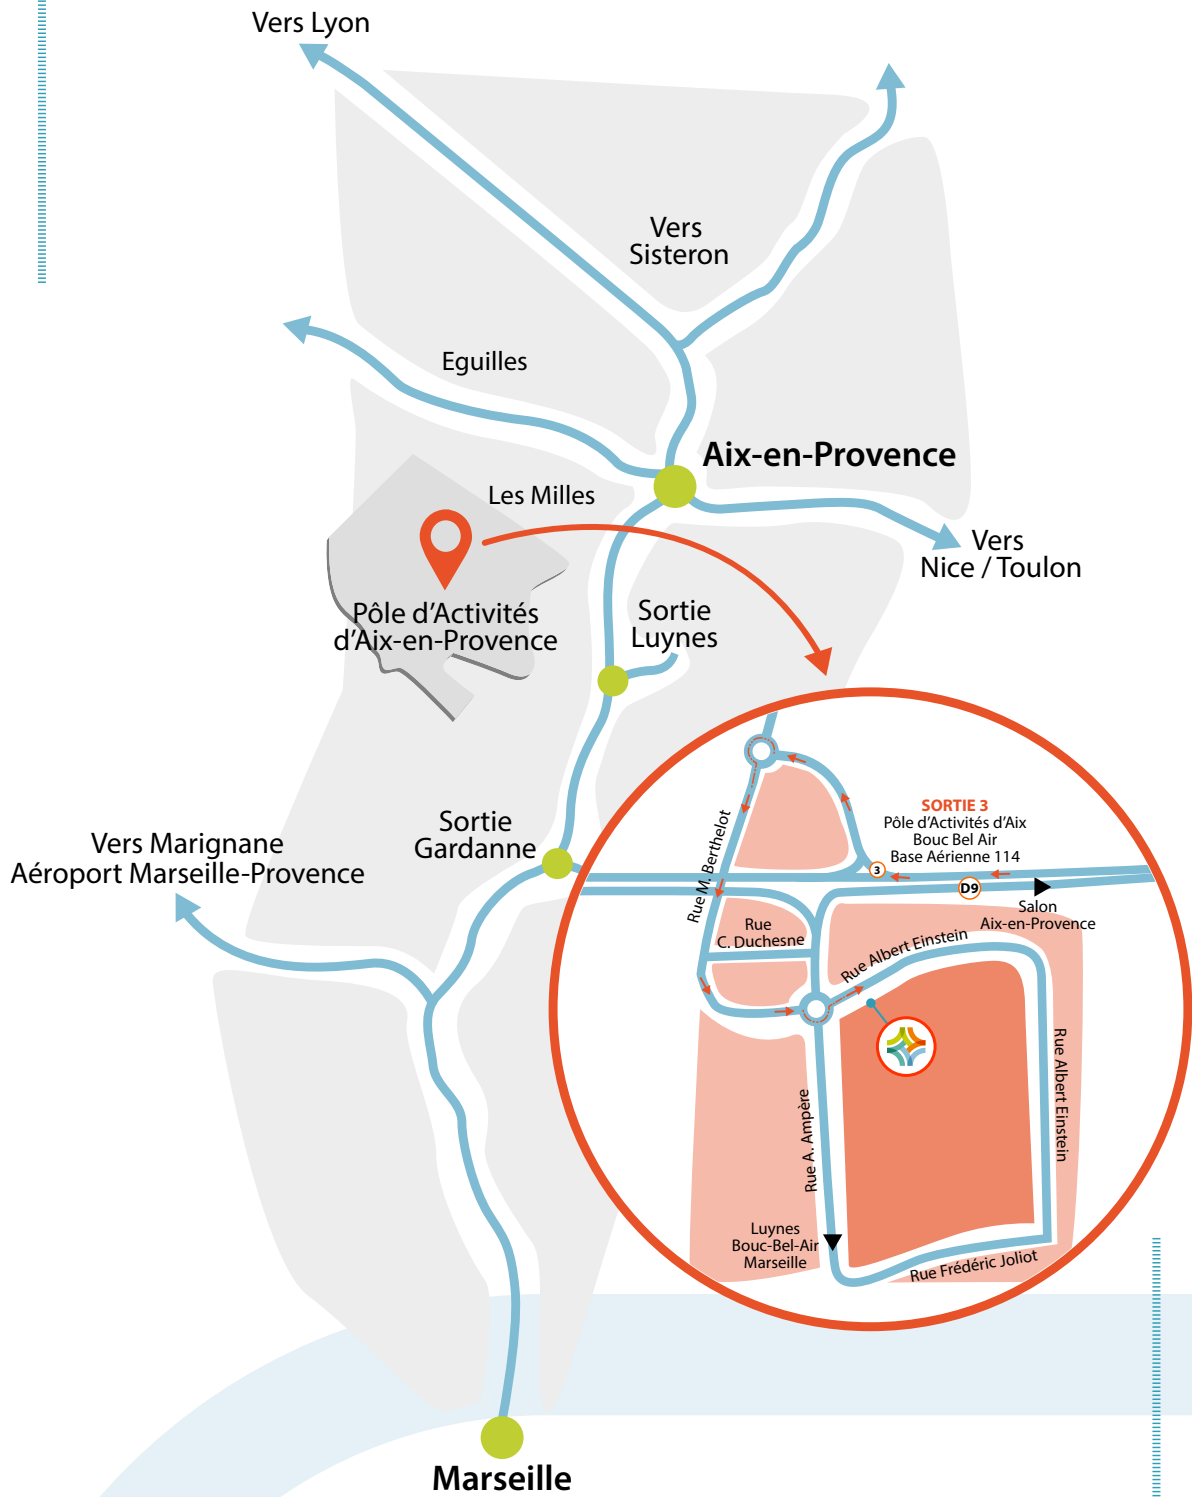 Vers Lyon
Vers
Sisteron
Eguilles
Aix-en-Provence
Les Milles
Vers
Nice / Toulon
Pôle d'Activités
d'Aix-en-Provence
Sortie
Luynes
Sortie
Gardanne
Vers Marignane
Aéroport Marseille-Provence
SORTIE 3
Pôle d'Activités d'Aix
Bouc Bel Air
Base Aérienne 114
Rue M. Berthelot
3
D9
Salon
Aix-en-Provence
Rue
C. Duchesne
Rue Albert Einstein
Rue Albert Einstein
Rue A. Ampère
Luynes
Bouc-Bel-Air
Marseille
Rue Frédéric Joliot
Marseille